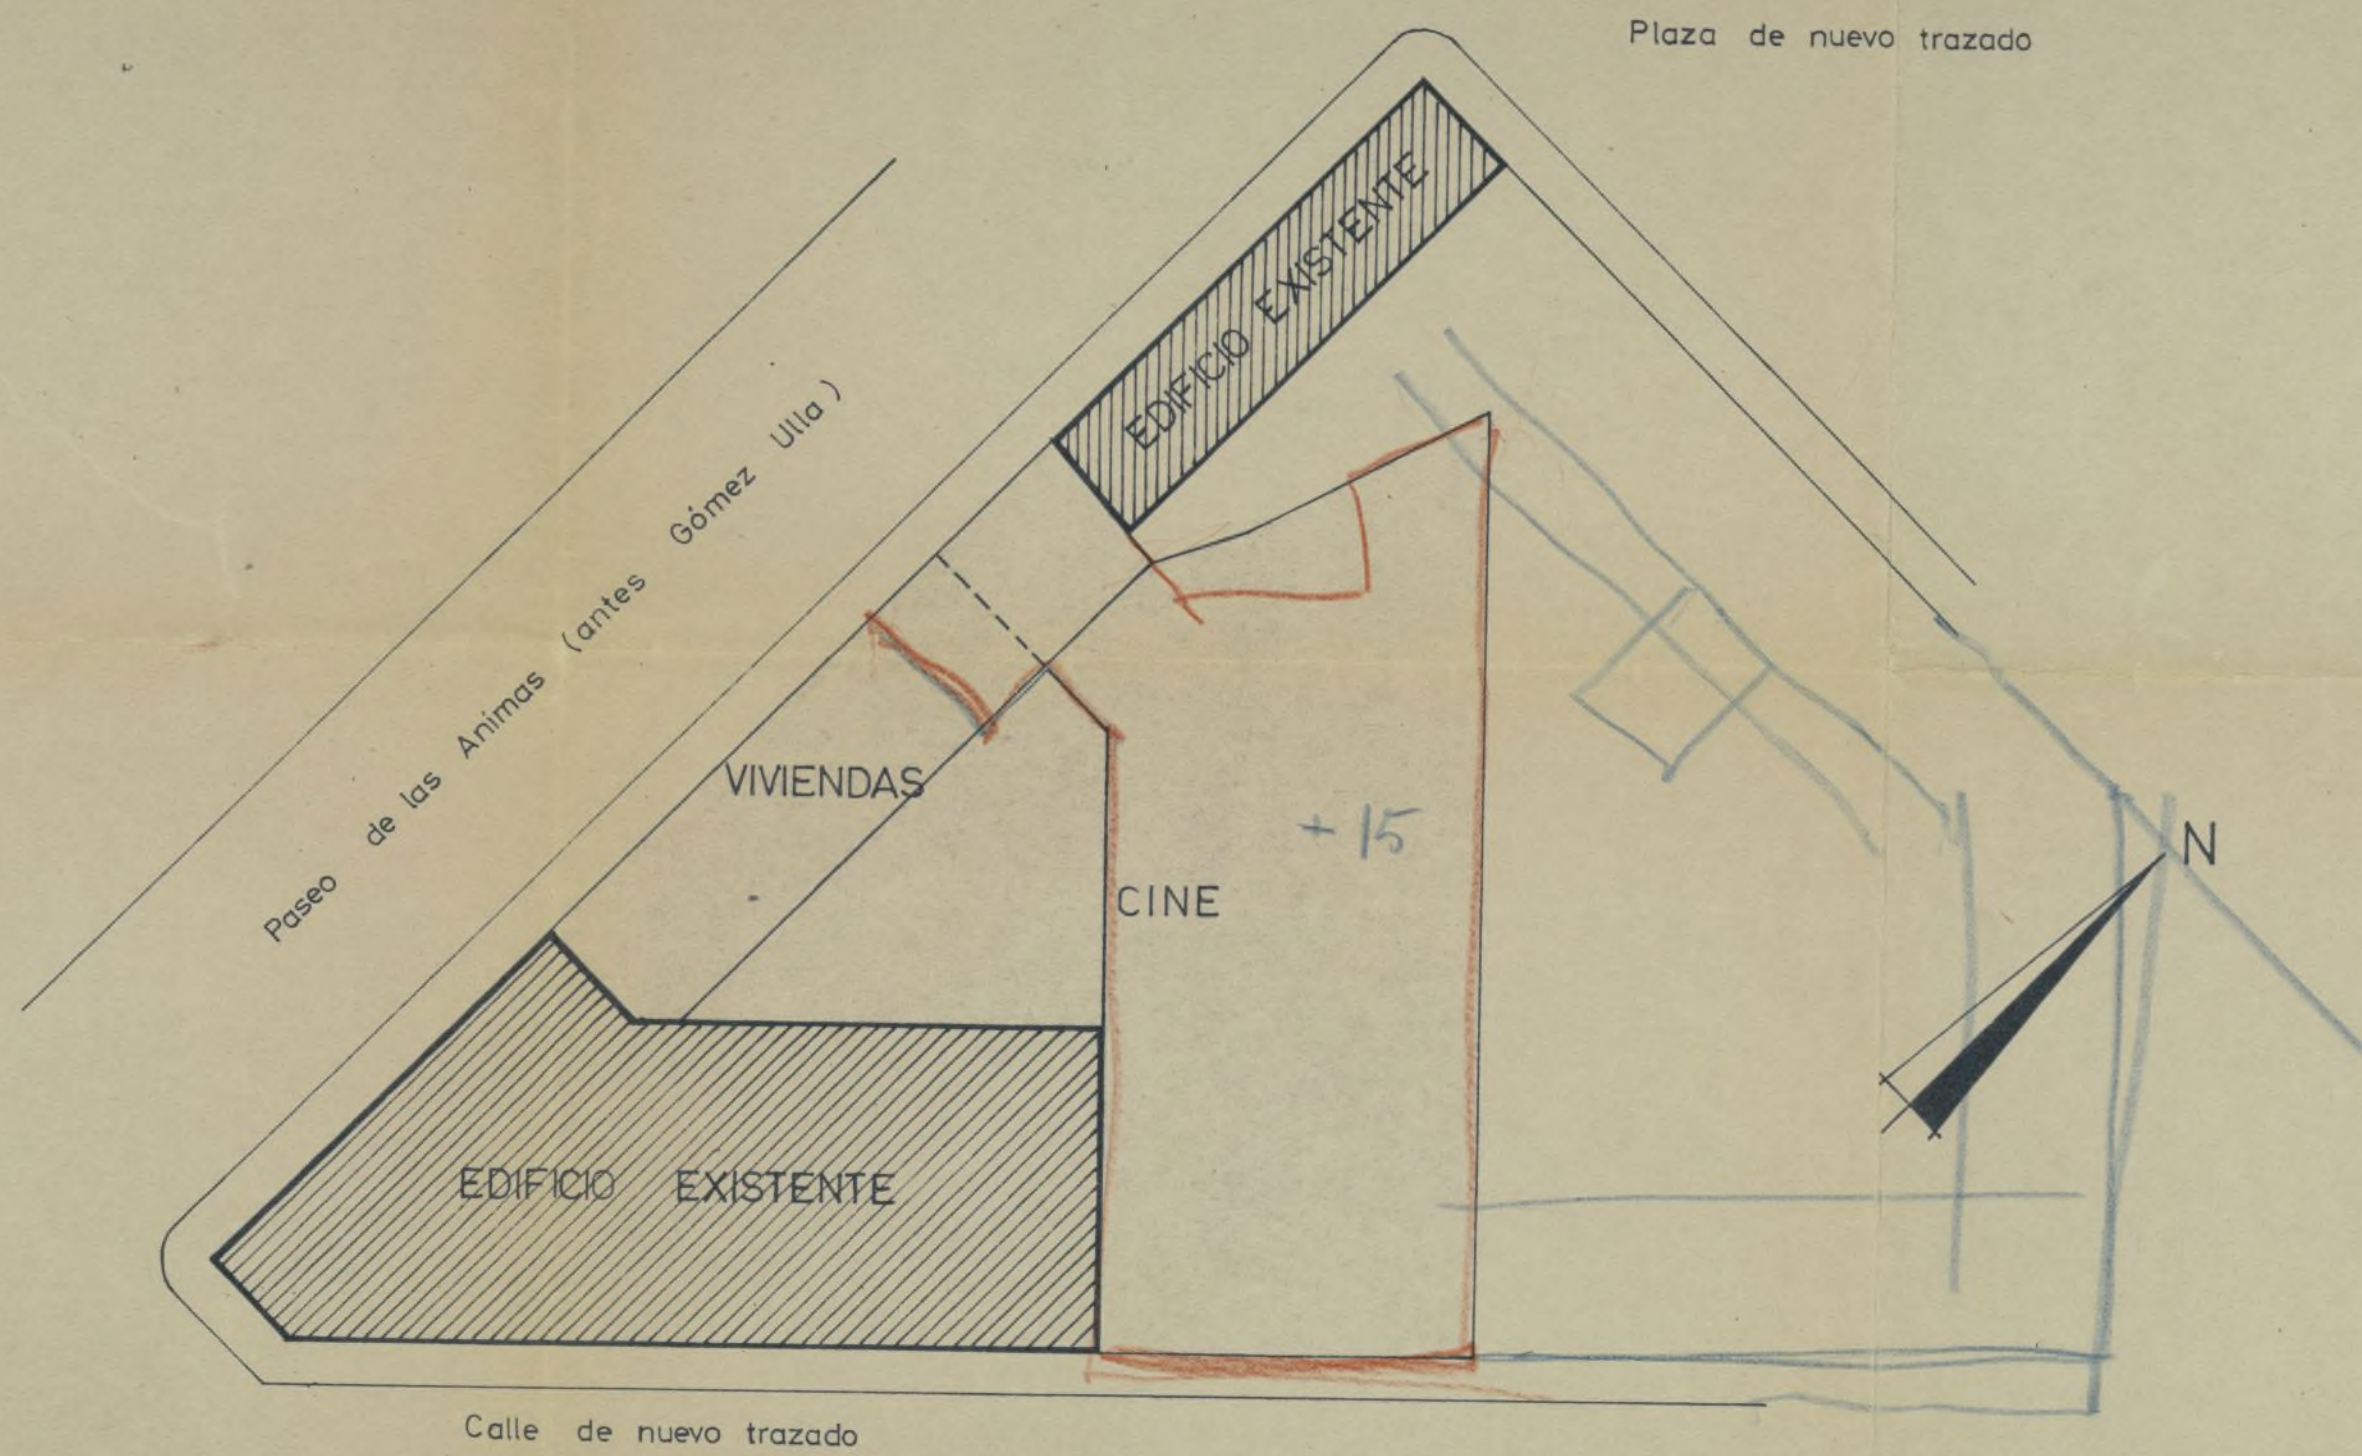 Plaza de nuevo trazado
EDIFICIO EXISTENTE
Paseo de las Animas (antes Gómez Ulla)
VIVIENDAS
+ 15
N
CINE
EDIFICIO EXISTENTE
Calle de nuevo trazado